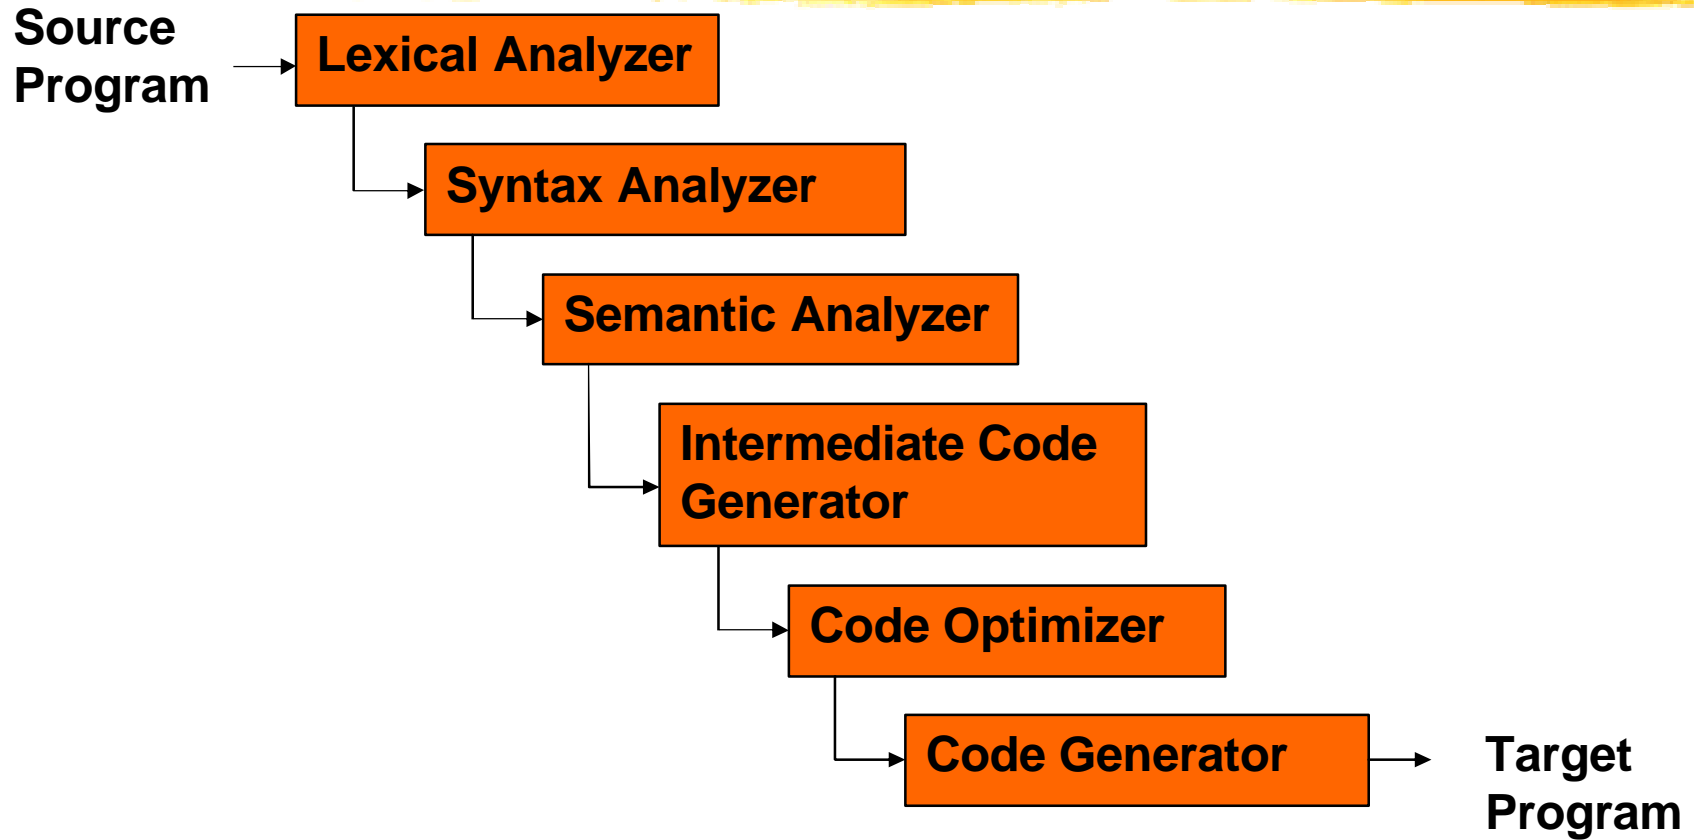 Source
Program
Lexical Analyzer
Syntax Analyzer
Semantic Analyzer
Intermediate Code
Generator
Code Optimizer
Code Generator
Target
Program